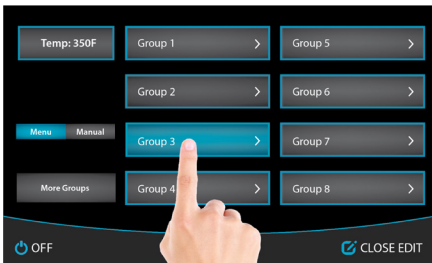 Temp: 350F
Group 1
Group 5
Group 2
Group 6
Menu Manual
Group 3
Group 7
More Groups
Group 4
Group 8
OFF
CLOSE EDIT